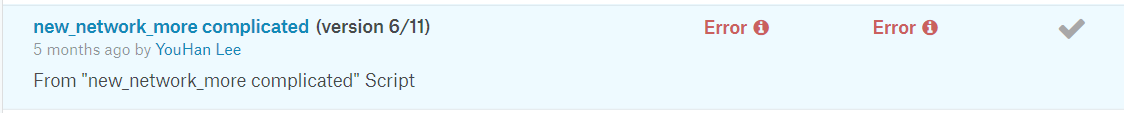 new_network_more complicated (version 6/11) Error Error
5 months ago by YouHan Lee
From "new_network_more complicated" Script